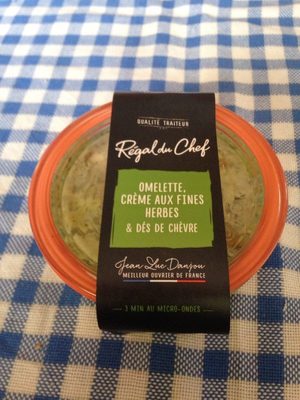 QUALITÉ TRAITEUR
Régal du Chef
OMELETTE,
CRÈME AUX FINES
HERBES
& DÉS DE CHÈVRE
Jean Luc Danjou
MEILLEUR OUVRIER DE FRANCE
3 MIN AU MICRO-ONDES